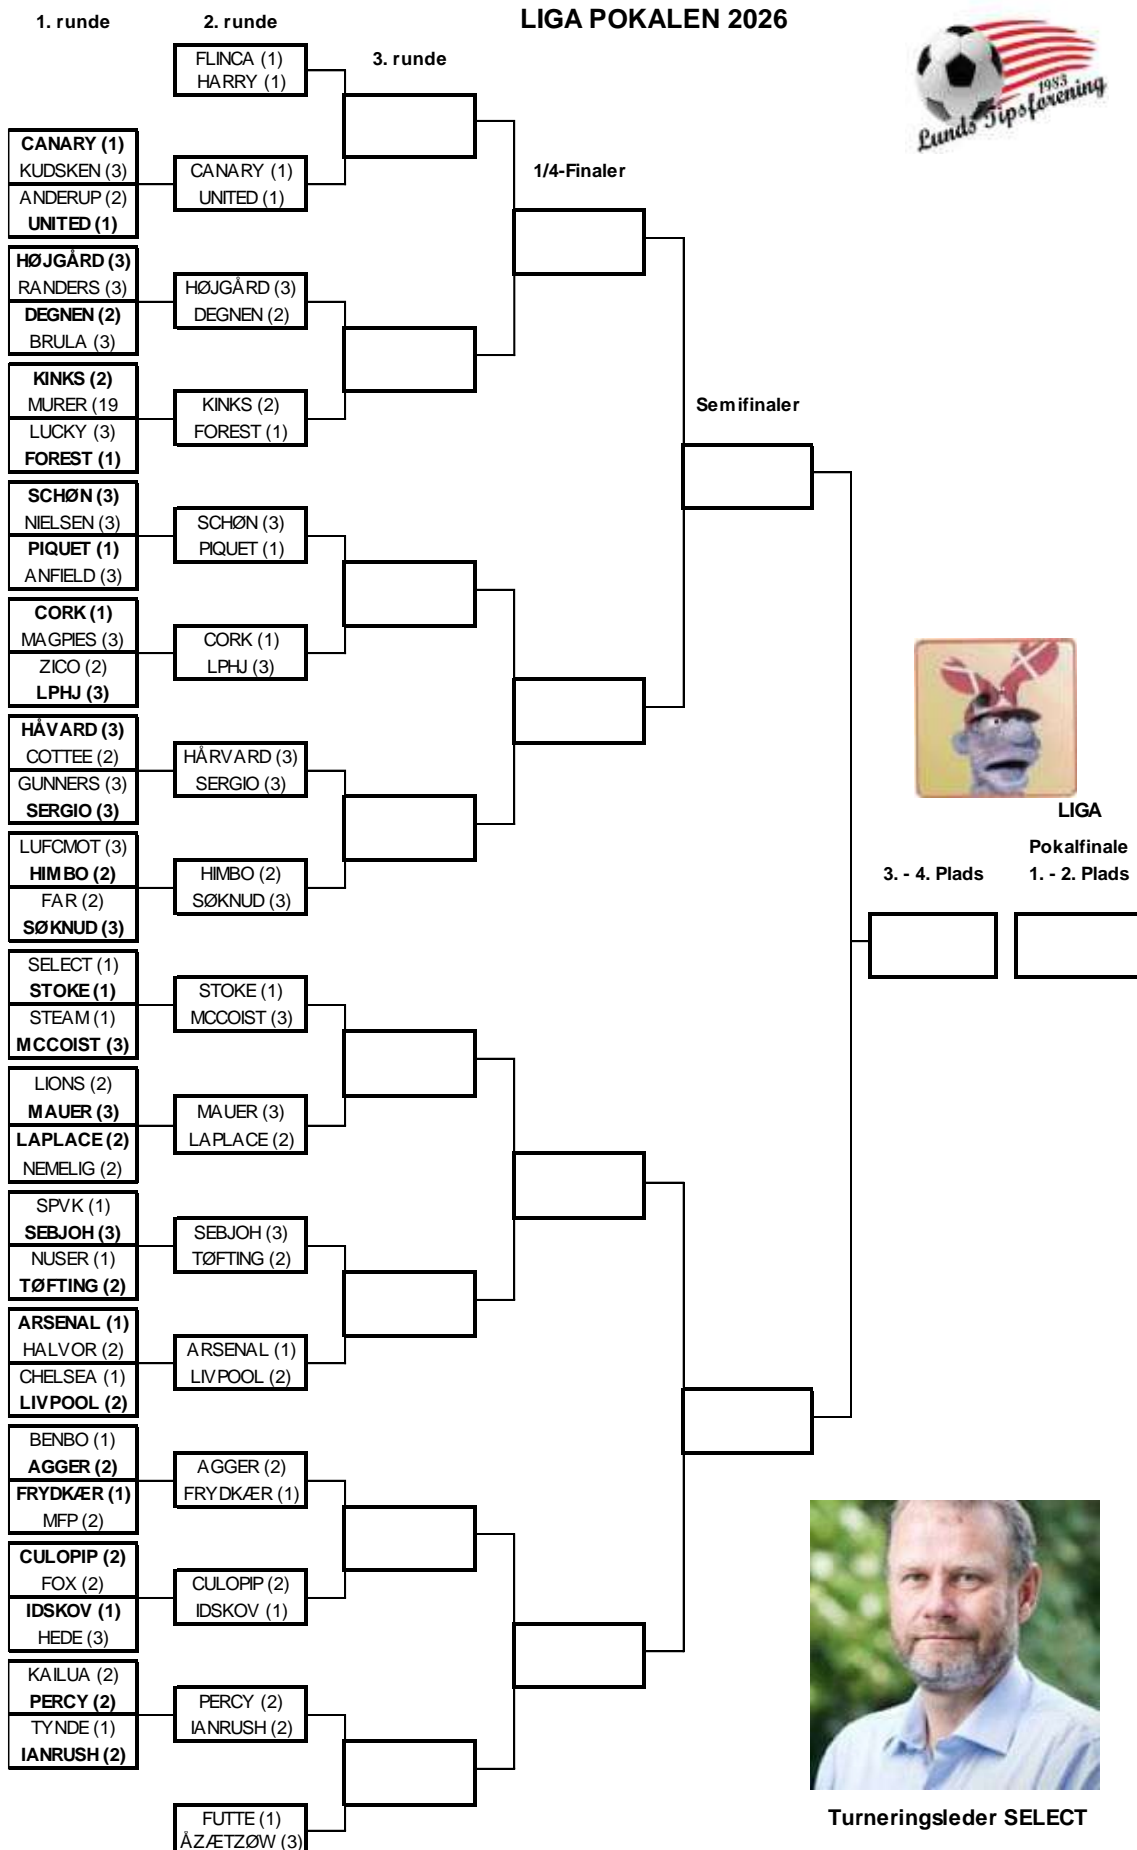 LIGA POKALEN 2026
1. runde
2. runde
3. runde
1983
Lunds Tipsforening
FLINCA (1)
HARRY (1)
CANARY (1)
KUDSKEN (3)
ANDERUP (2)
UNITED (1)
CANARY (1)
UNITED (1)
1/4-Finaler
HØJGÅRD (3)
RANDERS (3)
DEGNEN (2)
BRULA (3)
HØJGÅRD (3)
DEGNEN (2)
KINKS (2)
MURER (19
LUCKY (3)
FOREST (1)
KINKS (2)
FOREST (1)
Semifinaler
SCHØN (3)
NIELSEN (3)
PIQUET (1)
ANFIELD (3)
SCHØN (3)
PIQUET (1)
CORK (1)
MAGPIES (3)
ZICO (2)
LPHJ (3)
CORK (1)
LPHJ (3)
HÅVARD (3)
COTTEE (2)
GUNNERS (3)
SERGIO (3)
HÅRVARD (3)
SERGIO (3)
LUFCMOT (3)
HIMBO (2)
FAR (2)
SØKNUD (3)
HIMBO (2)
SØKNUD (3)
LIGA
Pokalfinale
3. - 4. Plads
1. - 2. Plads
SELECT (1)
STOKE (1)
STEAM (1)
MCCOIST (3)
STOKE (1)
MCCOIST (3)
LIONS (2)
MAUER (3)
LAPLACE (2)
NEMELIG (2)
MAUER (3)
LAPLACE (2)
SPVK (1)
SEBJOH (3)
NUSER (1)
TØFTING (2)
SEBJOH (3)
TØFTING (2)
ARSENAL (1)
HALVOR (2)
CHELSEA (1)
LIVPOOL (2)
ARSENAL (1)
LIVPOOL (2)
BENBO (1)
AGGER (2)
FRYDKÆR (1)
MFP (2)
AGGER (2)
FRYDKÆR (1)
CULOPIP (2)
FOX (2)
IDSKOV (1)
HEDE (3)
CULOPIP (2)
IDSKOV (1)
KAILUA (2)
PERCY (2)
TYNDE (1)
IANRUSH (2)
PERCY (2)
IANRUSH (2)
FUTTE (1)
ÅZÆTZØW (3)
Turneringsleder SELECT